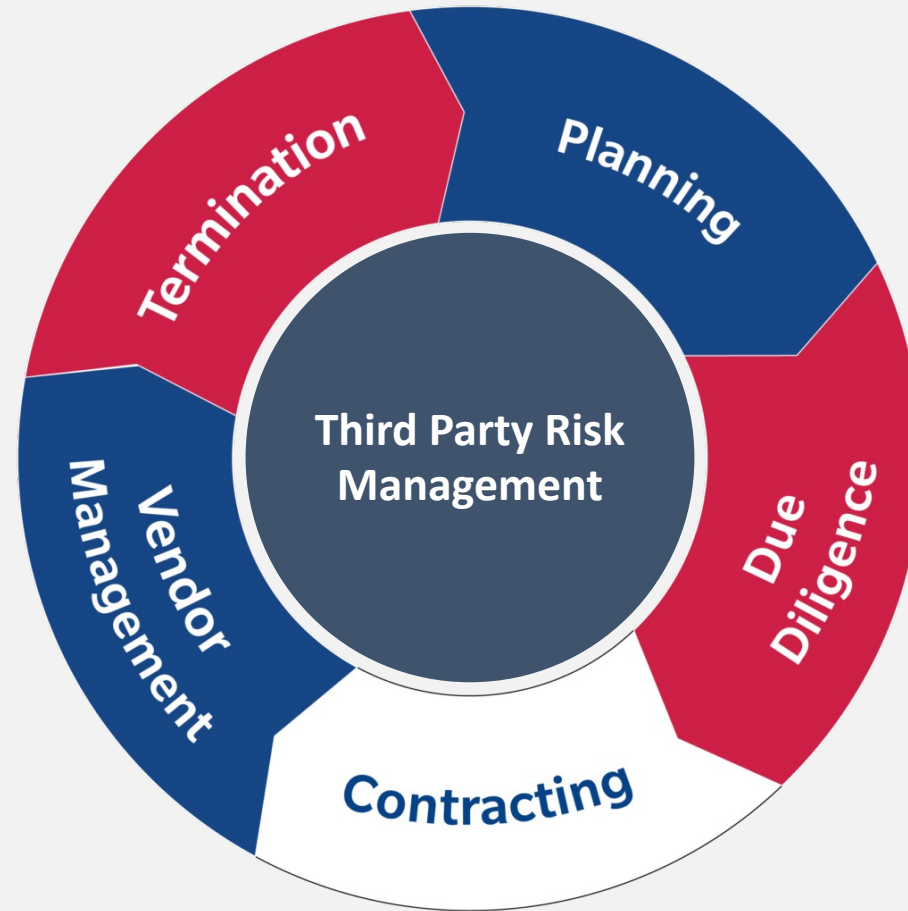 Planning
Due
Diligence
Contracting
Vendor
Management
Termination
Third Party Risk
Management